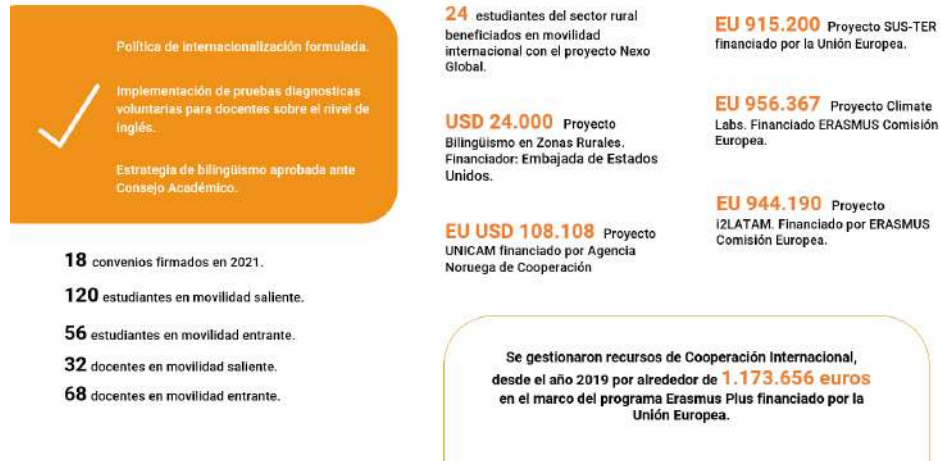 Política de internacionalización formulada.
Implementación de pruebas diagnosticas
voluntarias para docentes sobre el nivel de
inglés.
Estrategia de bilingüismo aprobada ante
Consejo Académico.
18 convenios firmados en 2021.
120 estudiantes en movilidad saliente.
56 estudiantes en movilidad entrante.
32 docentes en movilidad saliente.
68 docentes en movilidad entrante.
24 estudiantes del sector rural
beneficiados en movilidad
internacional con el proyecto Nexo
Global.
USD 24.000 Proyecto
Bilingüismo en Zonas Rurales.
Financiador: Embajada de Estados
Unidos.
EU USD 108.108 Proyecto
UNICAM financiado por Agencia
Noruega de Cooperación
EU 915.200 Proyecto SUS-TER
financiado por la Unión Europea.
EU 956.367 Proyecto Climate
Labs. Financiado ERASMUS Comisión
Europea.
EU 944.190 Proyecto
i2LATAM. Financiado por ERASMUS
Comisión Europea.
Se gestionaron recursos de Cooperación Internacional,
desde el año 2019 por alrededor de 1.173.656 euros
en el marco del programa Erasmus Plus financiado por la
Unión Europea.